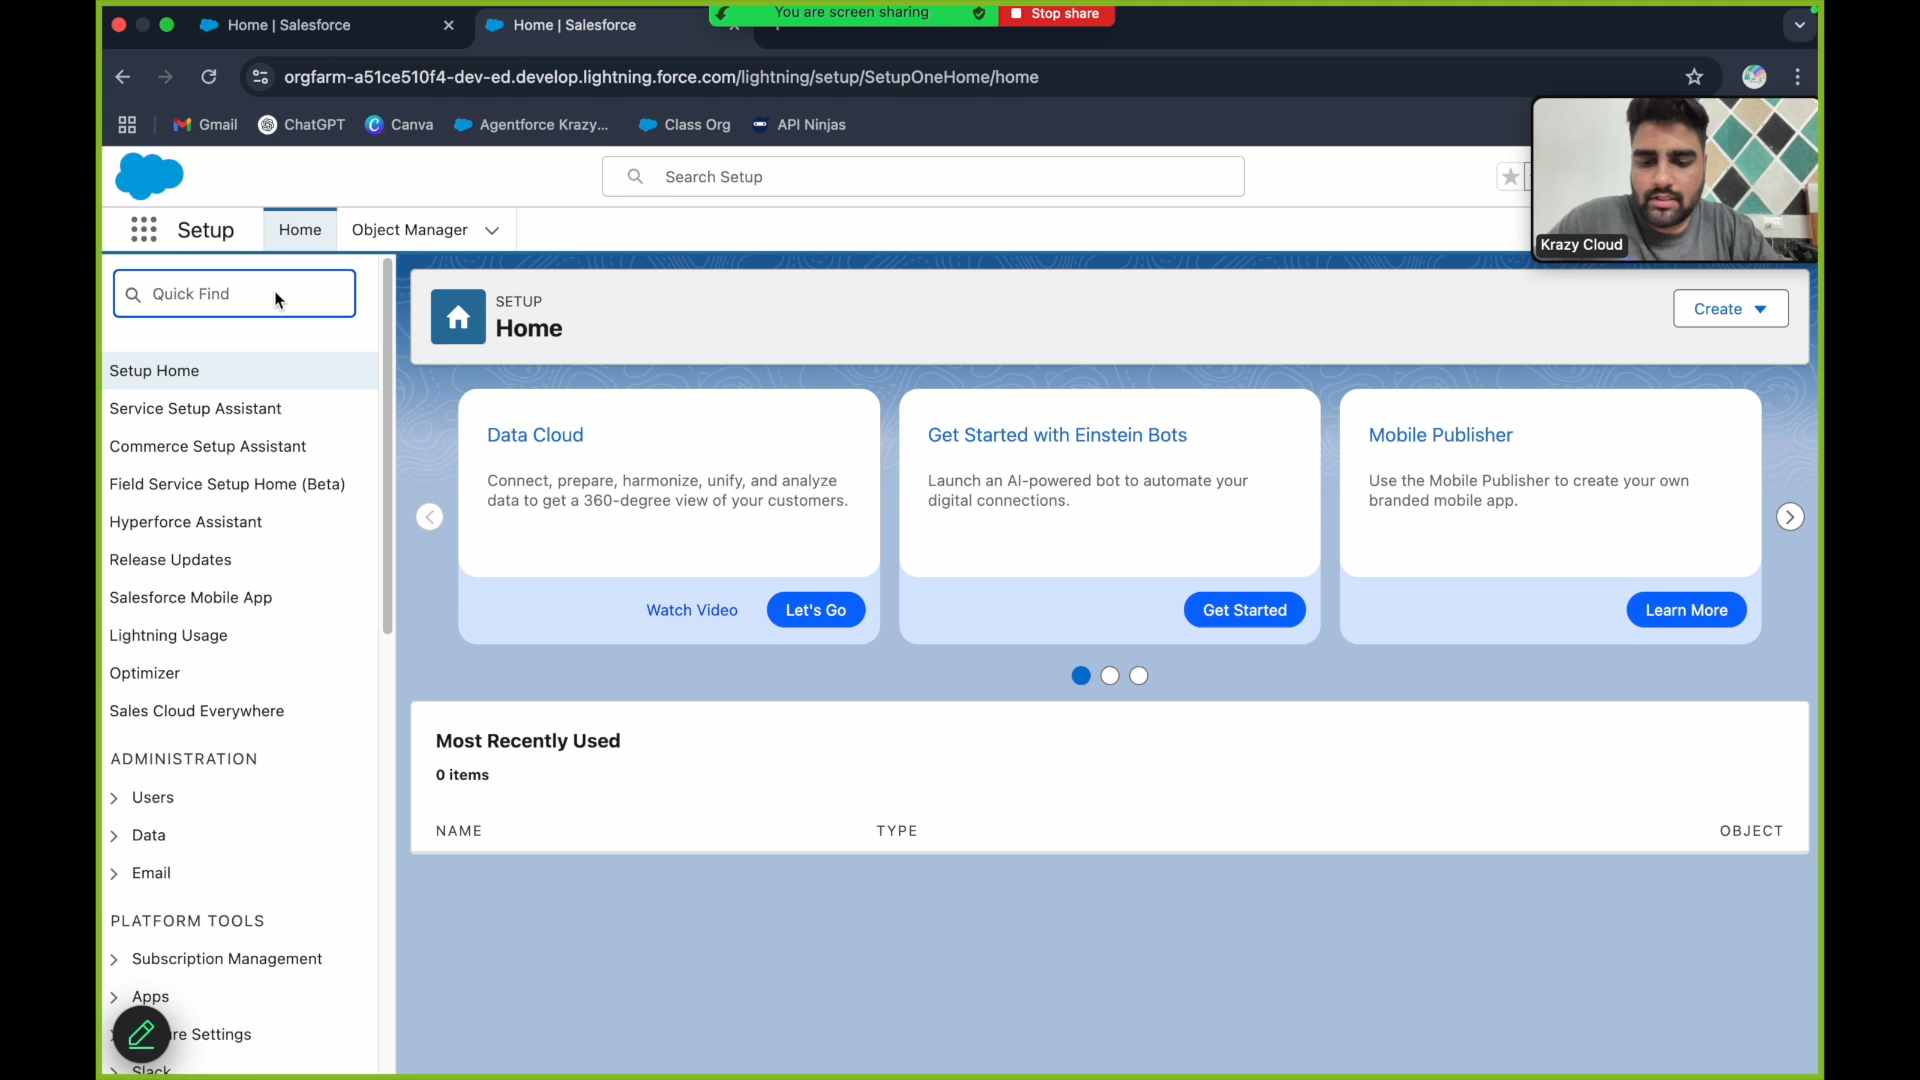 Home | Salesforce
Home | Salesforce
You are screen sharing
Stop share
orgfarm-a51ce510f4-dev-ed.develop.lightning.force.com/lightning/setup/SetupOneHome/home
Gmail
ChatGPT
Canva
Agentforce Krazy...
Class Org
API Ninjas
Search Setup
Krazy Cloud
Setup
Home
Object Manager
Quick Find
Setup Home
Service Setup Assistant
Commerce Setup Assistant
Field Service Setup Home (Beta)
Hyperforce Assistant
Release Updates
Salesforce Mobile App
Lightning Usage
Optimizer
Sales Cloud Everywhere
ADMINISTRATION
Users
Data
Email
PLATFORM TOOLS
Subscription Management
Apps
re Settings
Slack
SETUP
Home
Create
Data Cloud
Connect, prepare, harmonize, unify, and analyze
data to get a 360-degree view of your customers.
Watch Video
Let's Go
Get Started with Einstein Bots
Launch an AI-powered bot to automate your
digital connections.
Get Started
Mobile Publisher
Use the Mobile Publisher to create your own
branded mobile app.
Learn More
Most Recently Used
0 items
NAME
TYPE
OBJECT